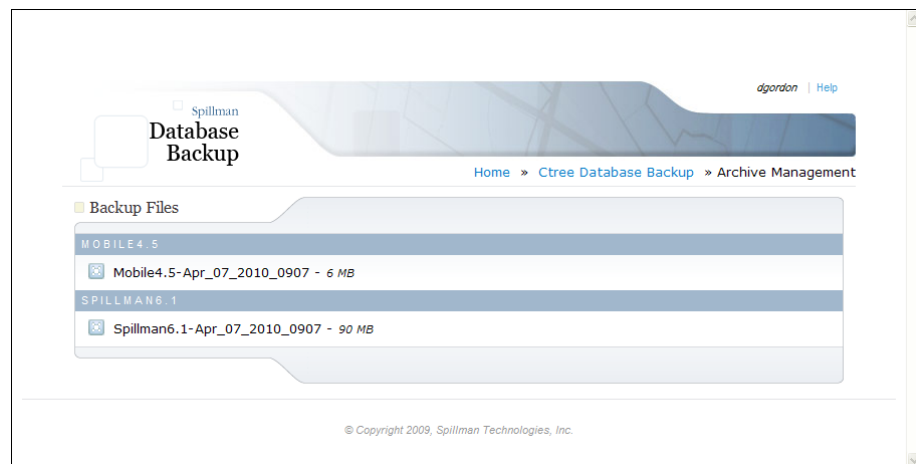 dgordon | Help
Spillman
Database
Backup
Home » Ctree Database Backup » Archive Management
Backup Files
MOBILE4.5
Mobile4.5-Apr_07_2010_0907 - 6 MB
SPILLMAN6.1
Spillman6.1-Apr_07_2010_0907 - 90 MB
© Copyright 2009, Spillman Technologies, Inc.